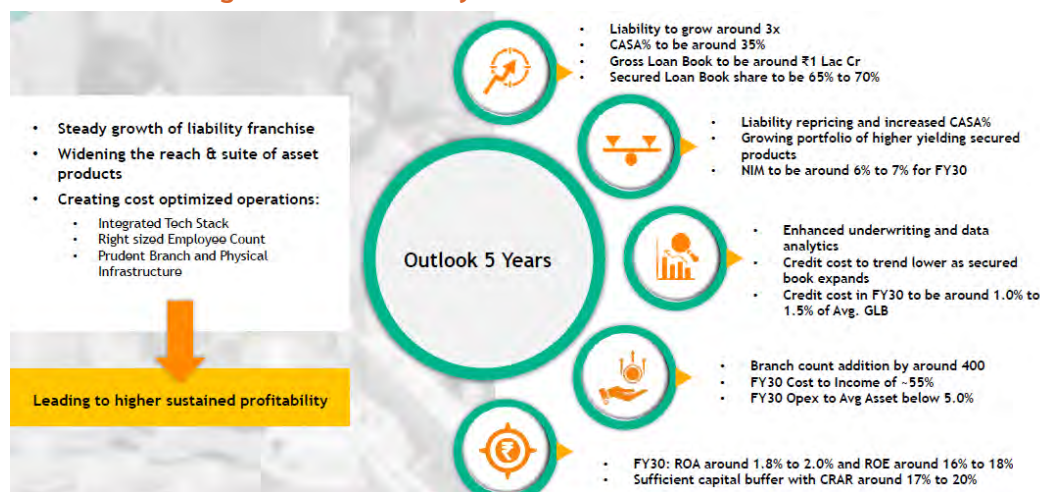 • Steady growth of liability franchise
• Widening the reach & suite of asset
products
• Creating cost optimized operations:
• Integrated Tech Stack
• Right sized Employee Count
• Prudent Branch and Physical
Infrastructure
Leading to higher sustained profitability
Outlook 5 Years
• Liability to grow around 3x
• CASA% to be around 35%
• Gross Loan Book to be around ₹1 Lac Cr
• Secured Loan Book share to be 65% to 70%
• Liability repricing and increased CASA%
• Growing portfolio of higher yielding secured
products
• NIM to be around 6% to 7% for FY30
• Enhanced underwriting and data
analytics
• Credit cost to trend lower as secured
book expands
• Credit cost in FY30 to be around 1.0% to
1.5% of Avg. GLB
• Branch count addition by around 400
• FY30 Cost to Income of ~55%
• FY30 Opex to Avg Asset below 5.0%
₹
• FY30: ROA around 1.8% to 2.0% and ROE around 16% to 18%
• Sufficient capital buffer with CRAR around 17% to 20%